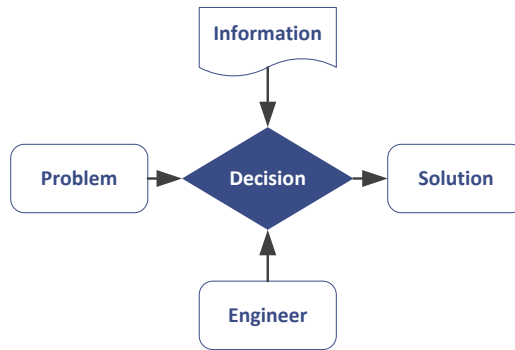 Information
Problem
Decision
Solution
Engineer